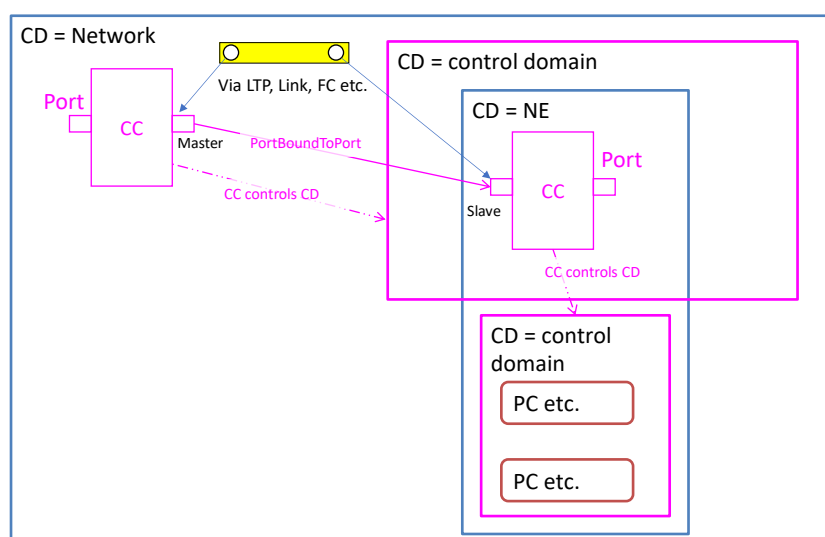 CD = Network
CD = control domain
Via LTP, Link, FC etc.
Port
CC
Master
PortBoundToPort
CC controls CD
CD = NE
Port
CC
Slave
CC controls CD
CD = control
domain
PC etc.
PC etc.